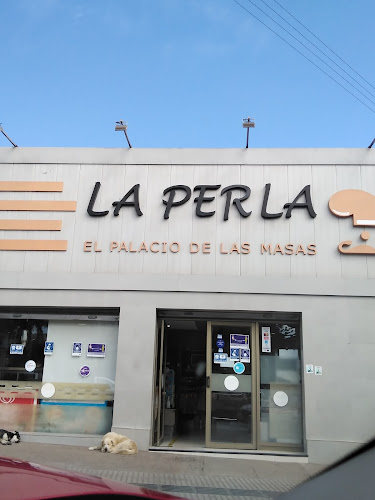 LA PERLA
EL PALACIO DE LAS MASAS